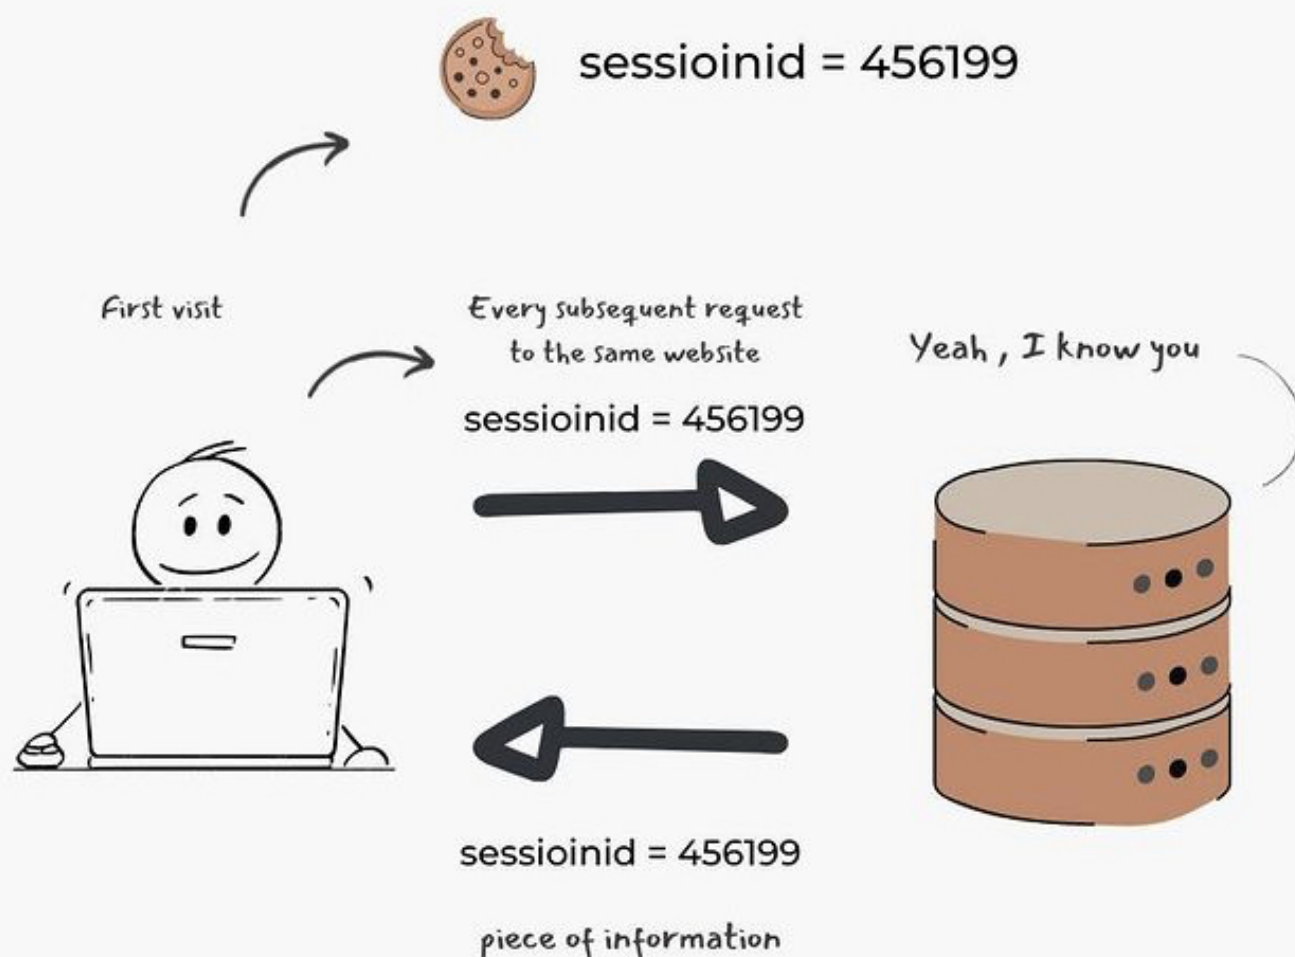 sessioinid = 456199
First visit
Every subsequent request
to the same website
sessioinid = 456199
Yeah, I know you
sessioinid = 456199
piece of information